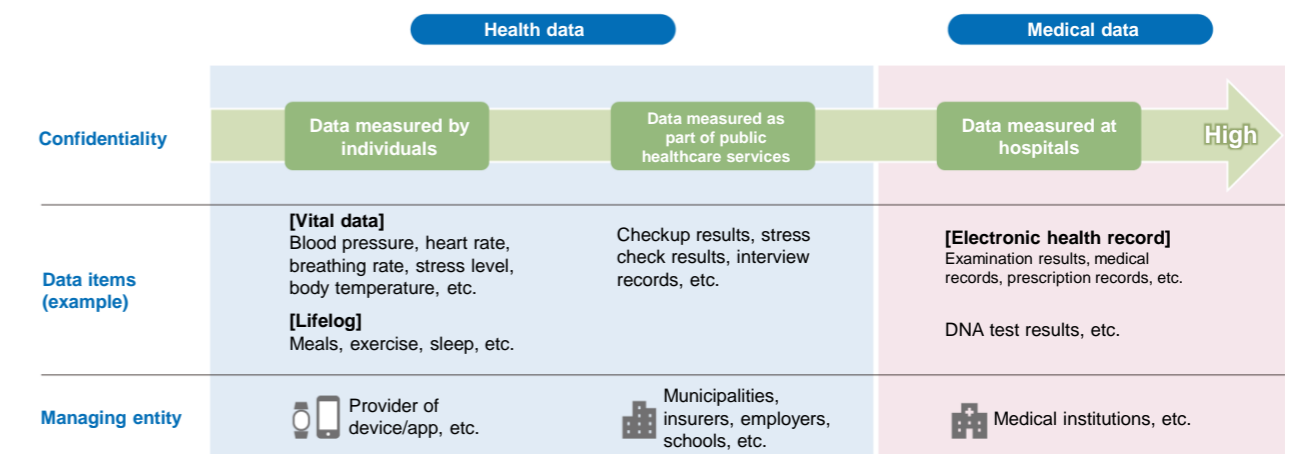 Health data
Medical data
Confidentiality
Data measured by
individuals
Data measured as
part of public
healthcare services
Data measured at
hospitals
High
Data items
(example)
[Vital data]
Blood pressure, heart rate,
breathing rate, stress level,
body temperature, etc.
[Lifelog]
Meals, exercise, sleep, etc.
Checkup results, stress
check results, interview
records, etc.
[Electronic health record]
Examination results, medical
records, prescription records, etc.
DNA test results, etc.
Managing entity
Provider of
device/app, etc.
Municipalities,
insurers, employers,
schools, etc.
Medical institutions, etc.